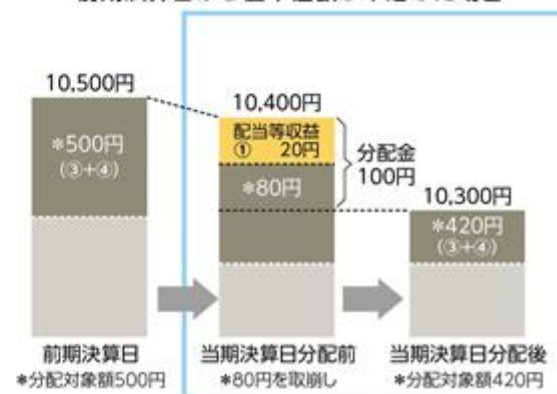 10,500円
*500円
(③+④)
10,400円
配当等収益
① 20円
*80円
分配金
100円
10,300円
*420円
(③+④)
前期決算日
*分配対象額500円
当期決算日分配前
*80円を取崩し
当期決算日分配後
*分配対象額420円